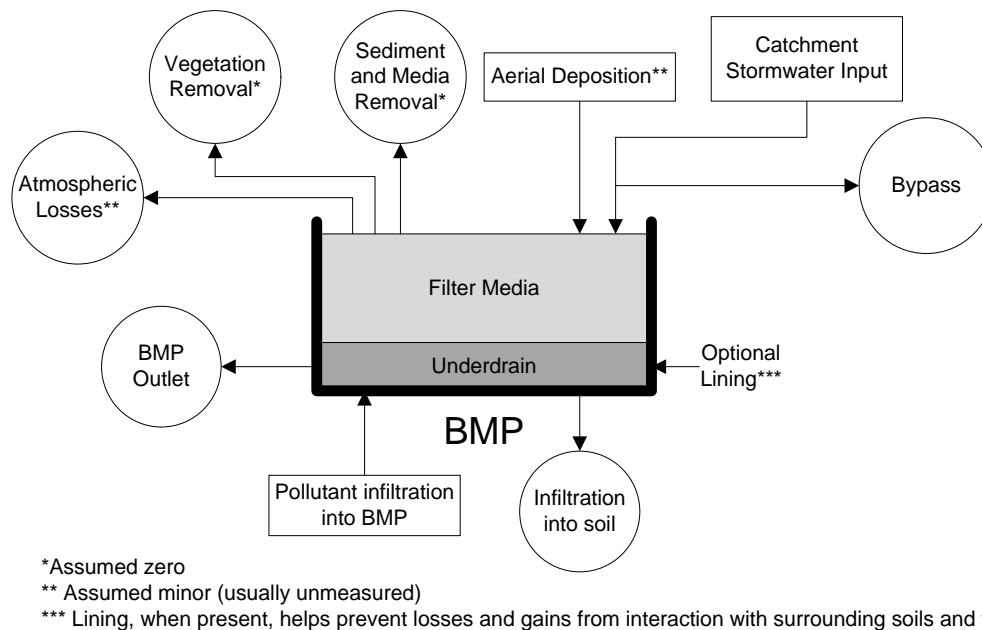 Vegetation
Removal*
Sediment
and Media
Removal*
Aerial Deposition**
Catchment
Stormwater Input
Atmospheric
Losses**
Bypass
Filter Media
BMP
Outlet
Underdrain
Optional
Lining***
BMP
Pollutant infiltration
into BMP
Infiltration
into soil
*Assumed zero
** Assumed minor (usually unmeasured)
*** Lining, when present, helps prevent losses and gains from interaction with surrounding soils and